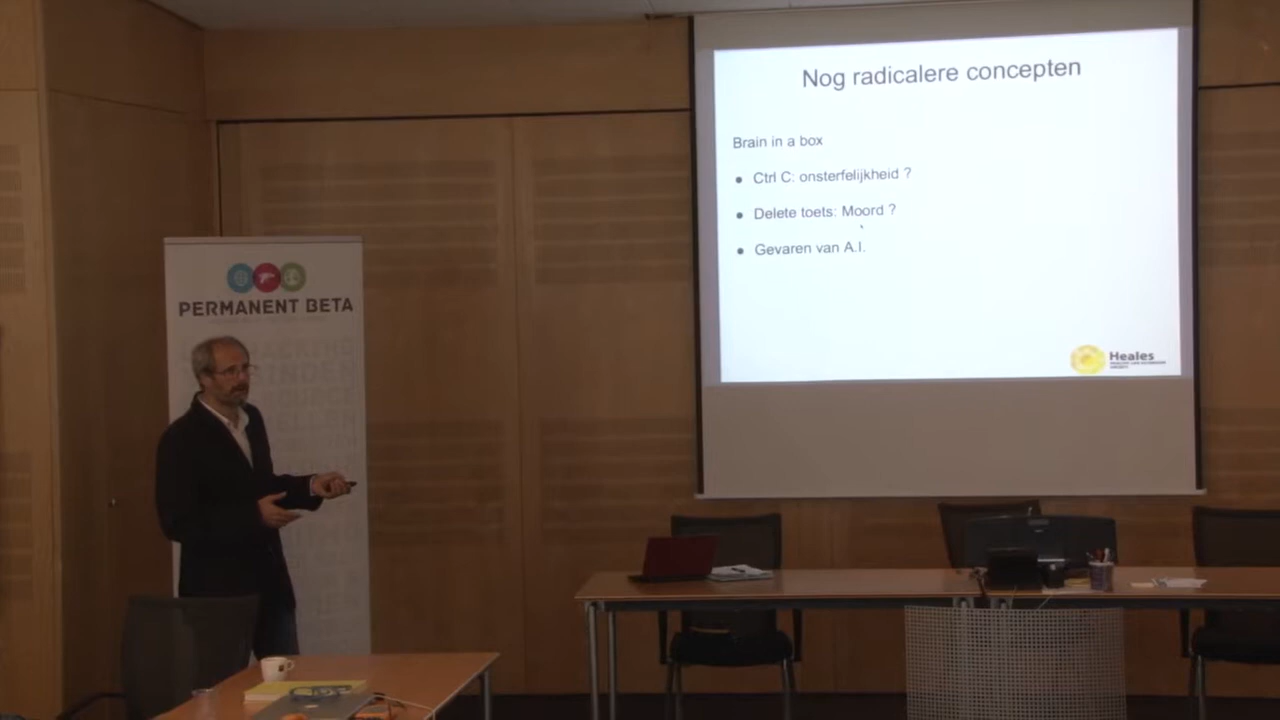 Nog radicalere concepten
Brain in a box
Ctrl C: onsterfelijkheid ?
Delete toets: Moord ?
Gevaren van A.I.
Heales
PERMANENT BETA